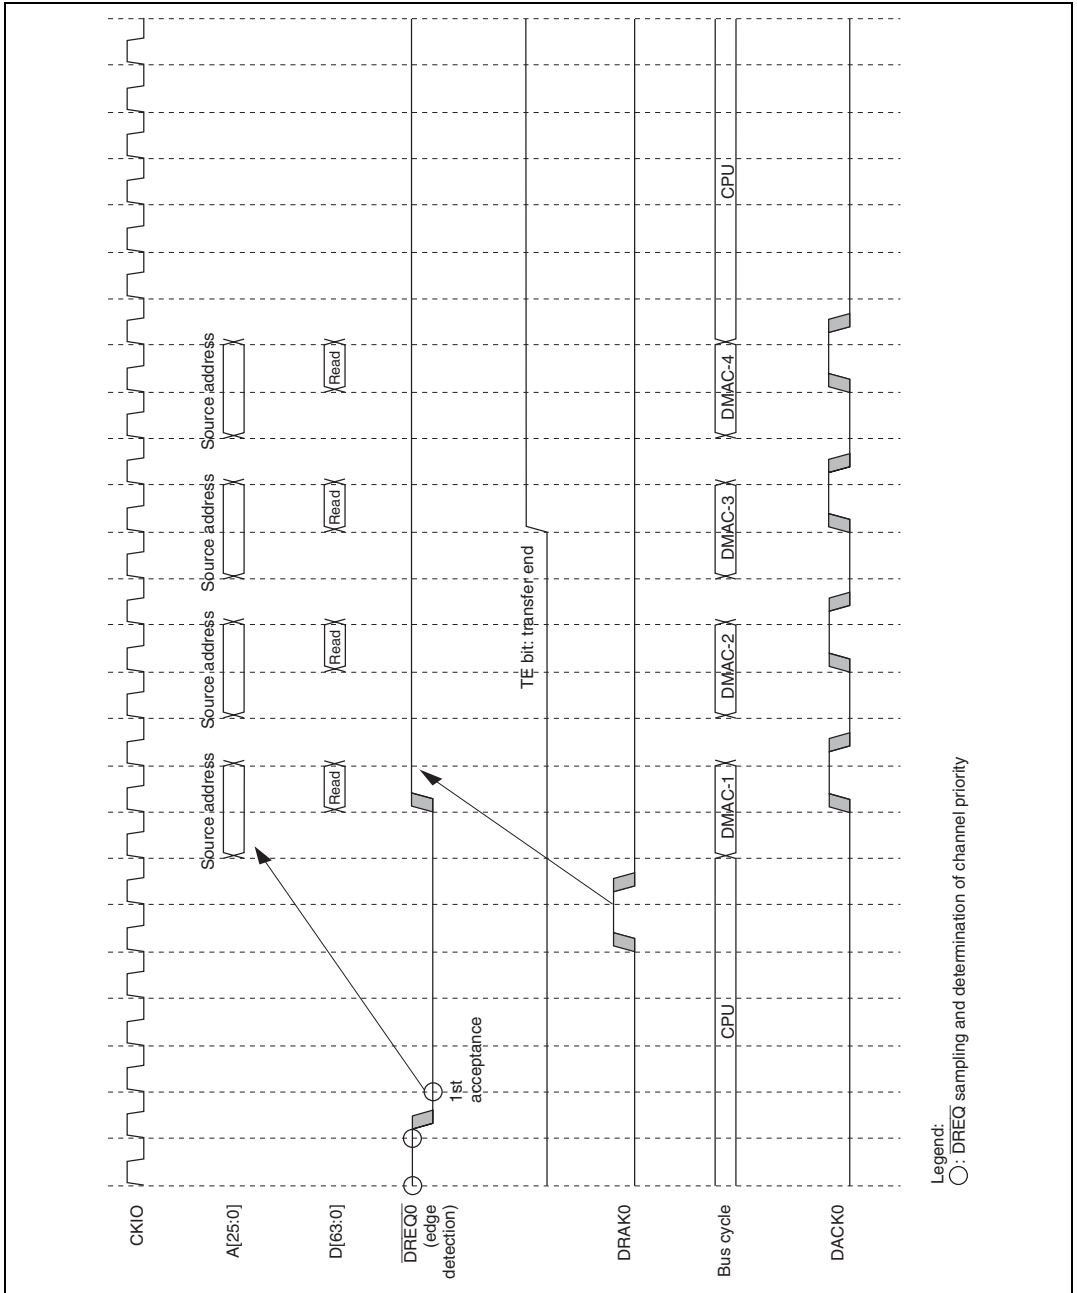 CKIO
A[25:0]
Source address
Source address
Source address
Source address
D[63:0]
Read
Read
Read
Read
DREQ0
(edge
detection)
1st
acceptance
TE bit: transfer end
DRAK0
Bus cycle
CPU
DMAC-1
DMAC-2
DMAC-3
DMAC-4
CPU
DACK0
Legend:
: DREQ sampling and determination of channel priority